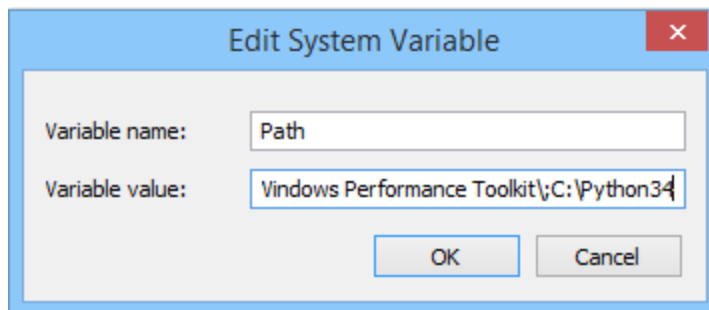 Edit System Variable
Variable name: Path
Variable value: Vindows Performance Toolkit\;C:\Python34
OK Cancel